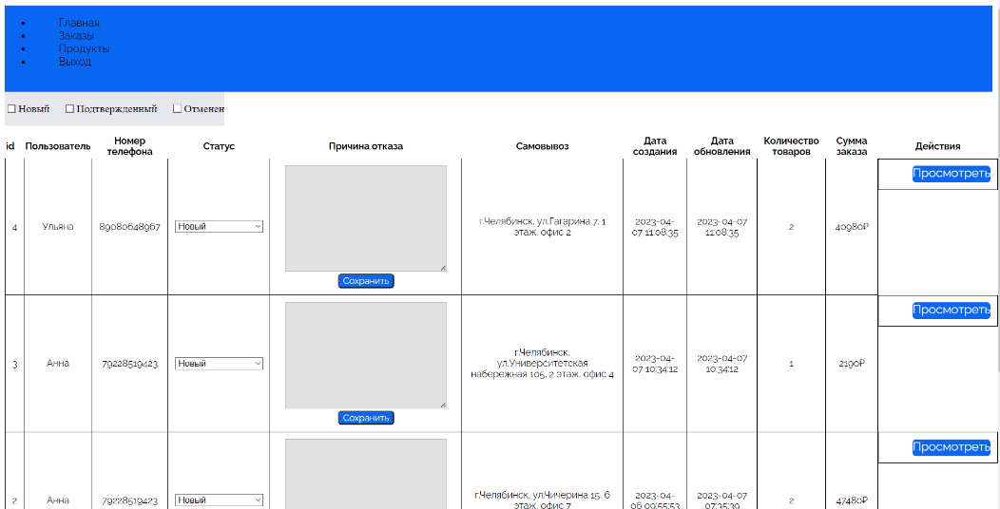 Главная
Заказы
Продукты
Выход
Новый Подтвержденный Отменен
id Пользователь Номер телефона Статус Причина отказа Самовывоз Дата создания Дата обновления Количество товаров Сумма заказа Действия
Просмотреть
4 Ульяна 89080648967 Новый г.Челябинск, ул.Гагарина 7, 1 этаж, офис 2 2023-04-07 11:08:35 2023-04-07 11:08:35 2 40980₽
Сохранить
Просмотреть
3 Анна 79228519423 Новый г.Челябинск, ул.Университетская набережная 105, 2 этаж, офис 4 2023-04-07 10:34:12 2023-04-07 10:34:12 1 2190₽
Сохранить
Просмотреть
2 Анна 79228519423 Новый г.Челябинск, ул.Чичерина 15, 6 этаж, офис 7 2023-04-06 09:55:53 2023-04-07 07:35:39 2 47480₽